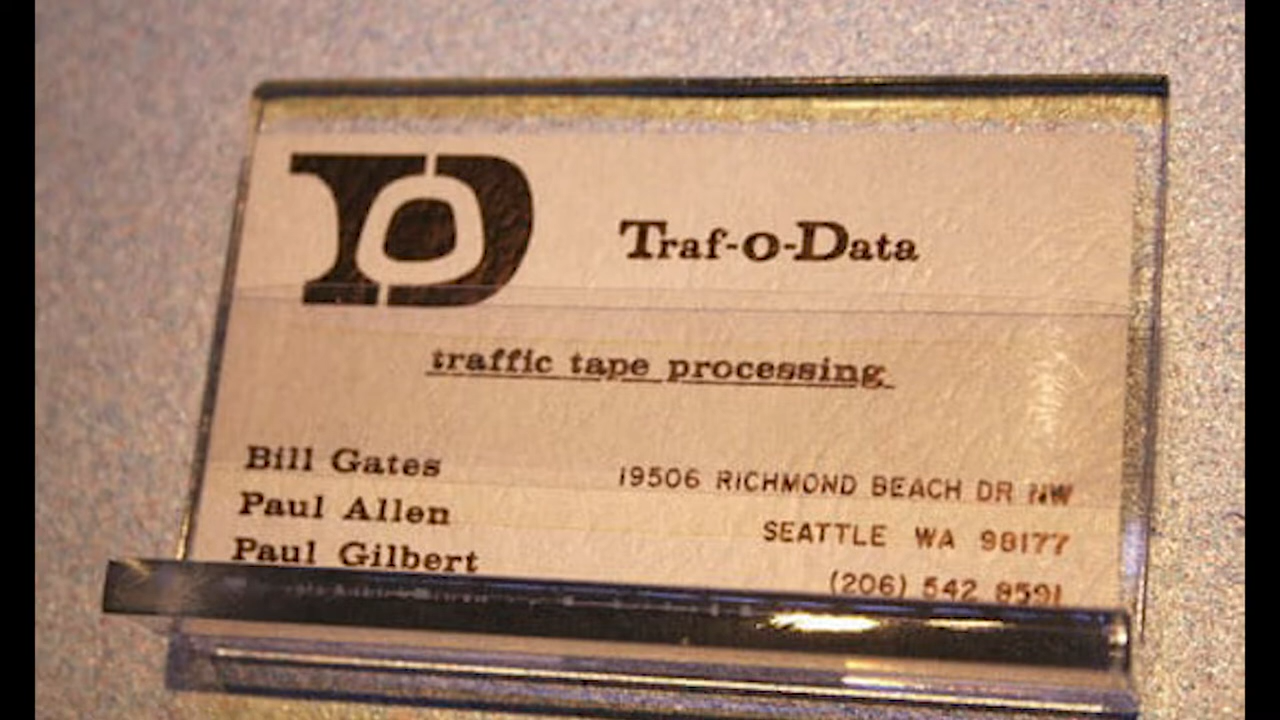 Traf-o-Data
traffic tape processing
Bill Gates
Paul Allen
Paul Gilbert
19506 RICHMOND BEACH DR NW
SEATTLE WA 98177
(206) 542 8591